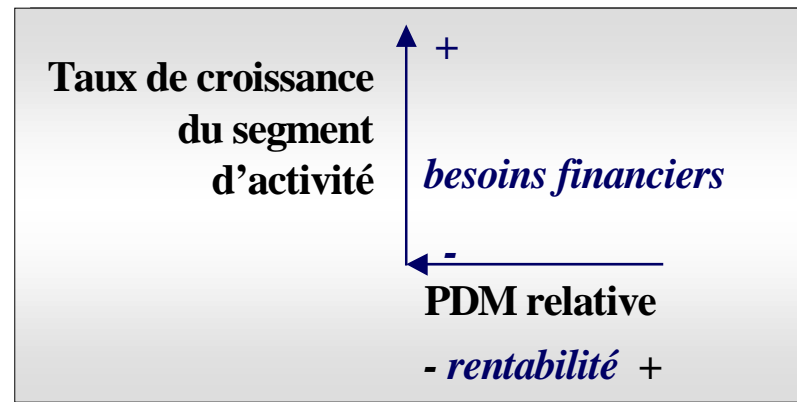 +
Taux de croissance
du segment
d’activité
besoins financiers
-
PDM relative
- rentabilité +